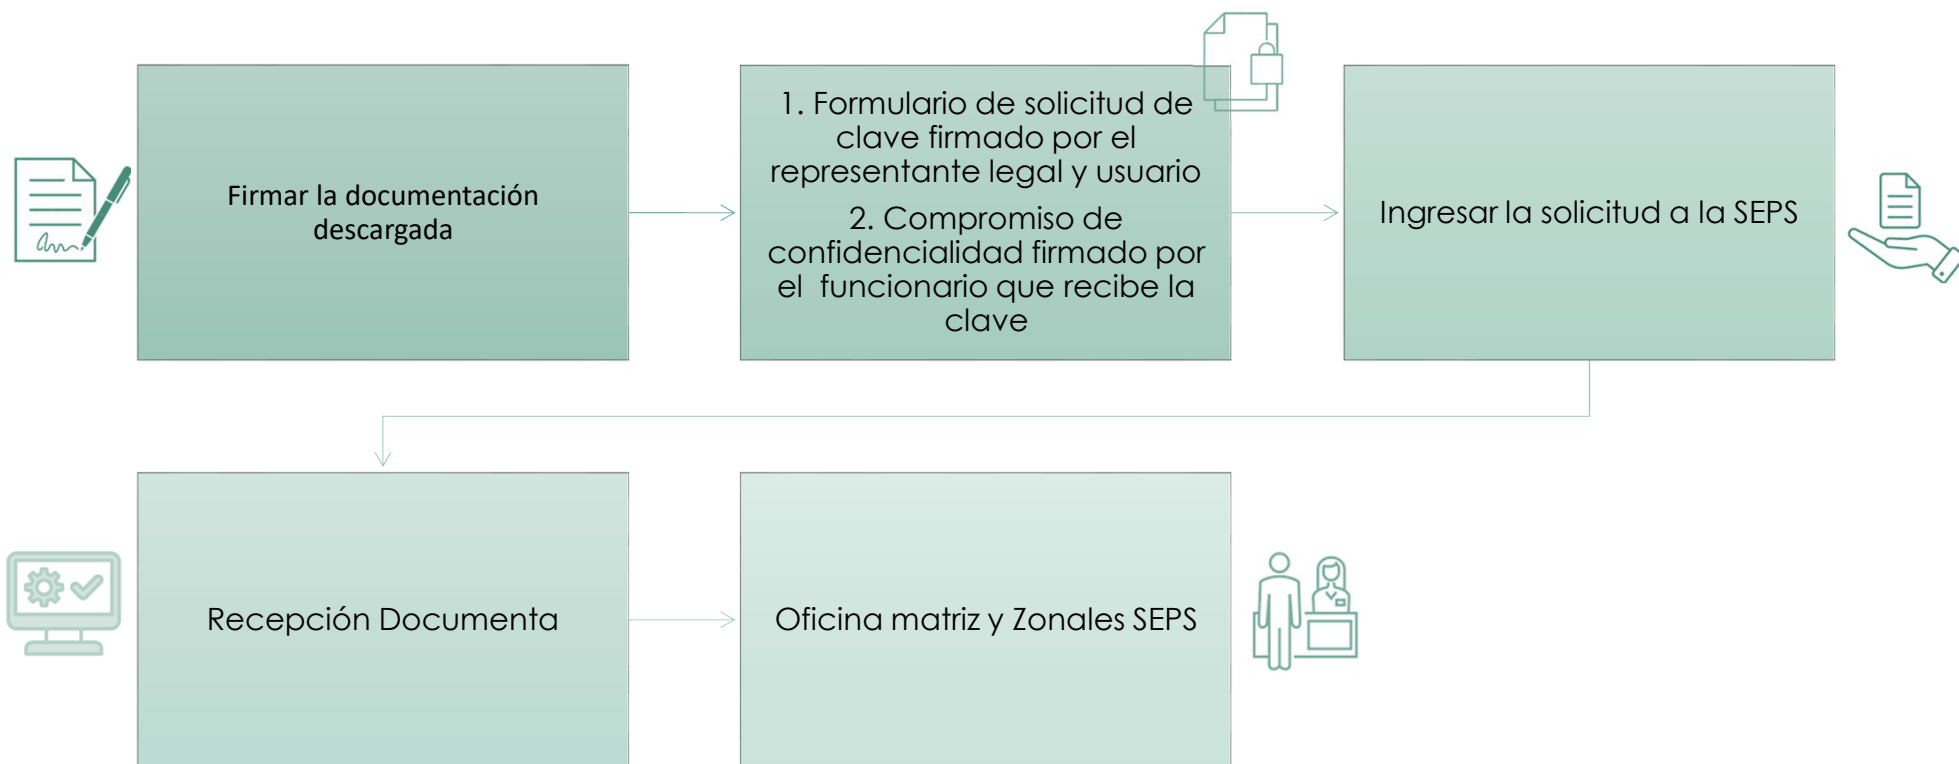 Firmar la documentación
descargada
1. Formulario de solicitud de
clave firmado por el
representante legal y usuario
2. Compromiso de
confidencialidad firmado por
el  funcionario que recibe la
clave
Ingresar la solicitud a la SEPS
Recepción Documenta
Oficina matriz y Zonales SEPS